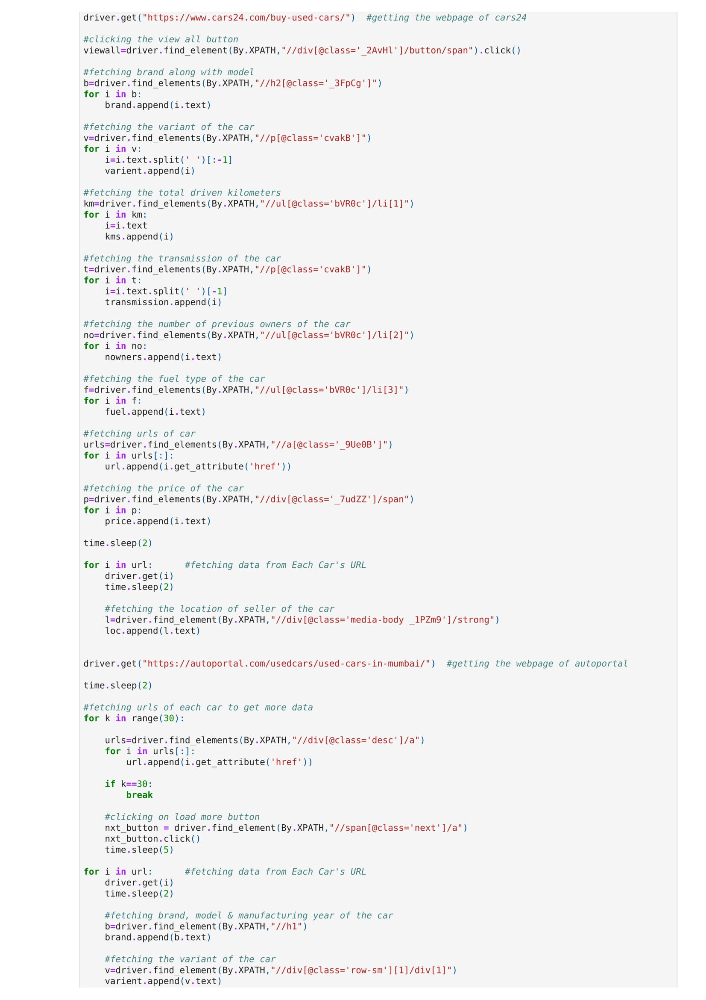 driver.get("https://www.cars24.com/buy-used-cars/")  #getting the webpage of cars24

#clicking the view all button
viewall=driver.find_element(By.XPATH,"//div[@class='_2AvHl']/button/span").click()

#fetching brand along with model
b=driver.find_elements(By.XPATH,"//h2[@class='_3FpCg']")
for i in b:
    brand.append(i.text)

#fetching the variant of the car
v=driver.find_elements(By.XPATH,"//p[@class='cvakB']")
for i in v:
    i=i.text.split(' ')[:-1]
    varient.append(i)

#fetching the total driven kilometers
km=driver.find_elements(By.XPATH,"//ul[@class='bVR0c']/li[1]")
for i in km:
    i=i.text
    kms.append(i)

#fetching the transmission of the car
t=driver.find_elements(By.XPATH,"//p[@class='cvakB']")
for i in t:
    i=i.text.split(' ')[-1]
    transmission.append(i)

#fetching the number of previous owners of the car
no=driver.find_elements(By.XPATH,"//ul[@class='bVR0c']/li[2]")
for i in no:
    nowners.append(i.text)

#fetching the fuel type of the car
f=driver.find_elements(By.XPATH,"//ul[@class='bVR0c']/li[3]")
for i in f:
    fuel.append(i.text)

#fetching urls of car
urls=driver.find_elements(By.XPATH,"//a[@class='_9Ue0B']")
for i in urls[:]:
    url.append(i.get_attribute('href'))

#fetching the price of the car
p=driver.find_elements(By.XPATH,"//div[@class='_7udZZ']/span")
for i in p:
    price.append(i.text)

time.sleep(2)

for i in url:      #fetching data from Each Car's URL
    driver.get(i)
    time.sleep(2)

    #fetching the location of seller of the car
    l=driver.find_element(By.XPATH,"//div[@class='media-body _1PZm9']/strong")
    loc.append(l.text)


driver.get("https://autoportal.com/usedcars/used-cars-in-mumbai/")  #getting the webpage of autoportal

time.sleep(2)

#fetching urls of each car to get more data
for k in range(30):

    urls=driver.find_elements(By.XPATH,"//div[@class='desc']/a")
    for i in urls[:]:
        url.append(i.get_attribute('href'))

    if k==30:
        break

    #clicking on load more button
    nxt_button = driver.find_element(By.XPATH,"//span[@class='next']/a")
    nxt_button.click()
    time.sleep(5)

for i in url:      #fetching data from Each Car's URL
    driver.get(i)
    time.sleep(2)

    #fetching brand, model & manufacturing year of the car
    b=driver.find_element(By.XPATH,"//h1")
    brand.append(b.text)

    #fetching the variant of the car
    v=driver.find_element(By.XPATH,"//div[@class='row-sm'][1]/div[1]")
    varient.append(v.text)